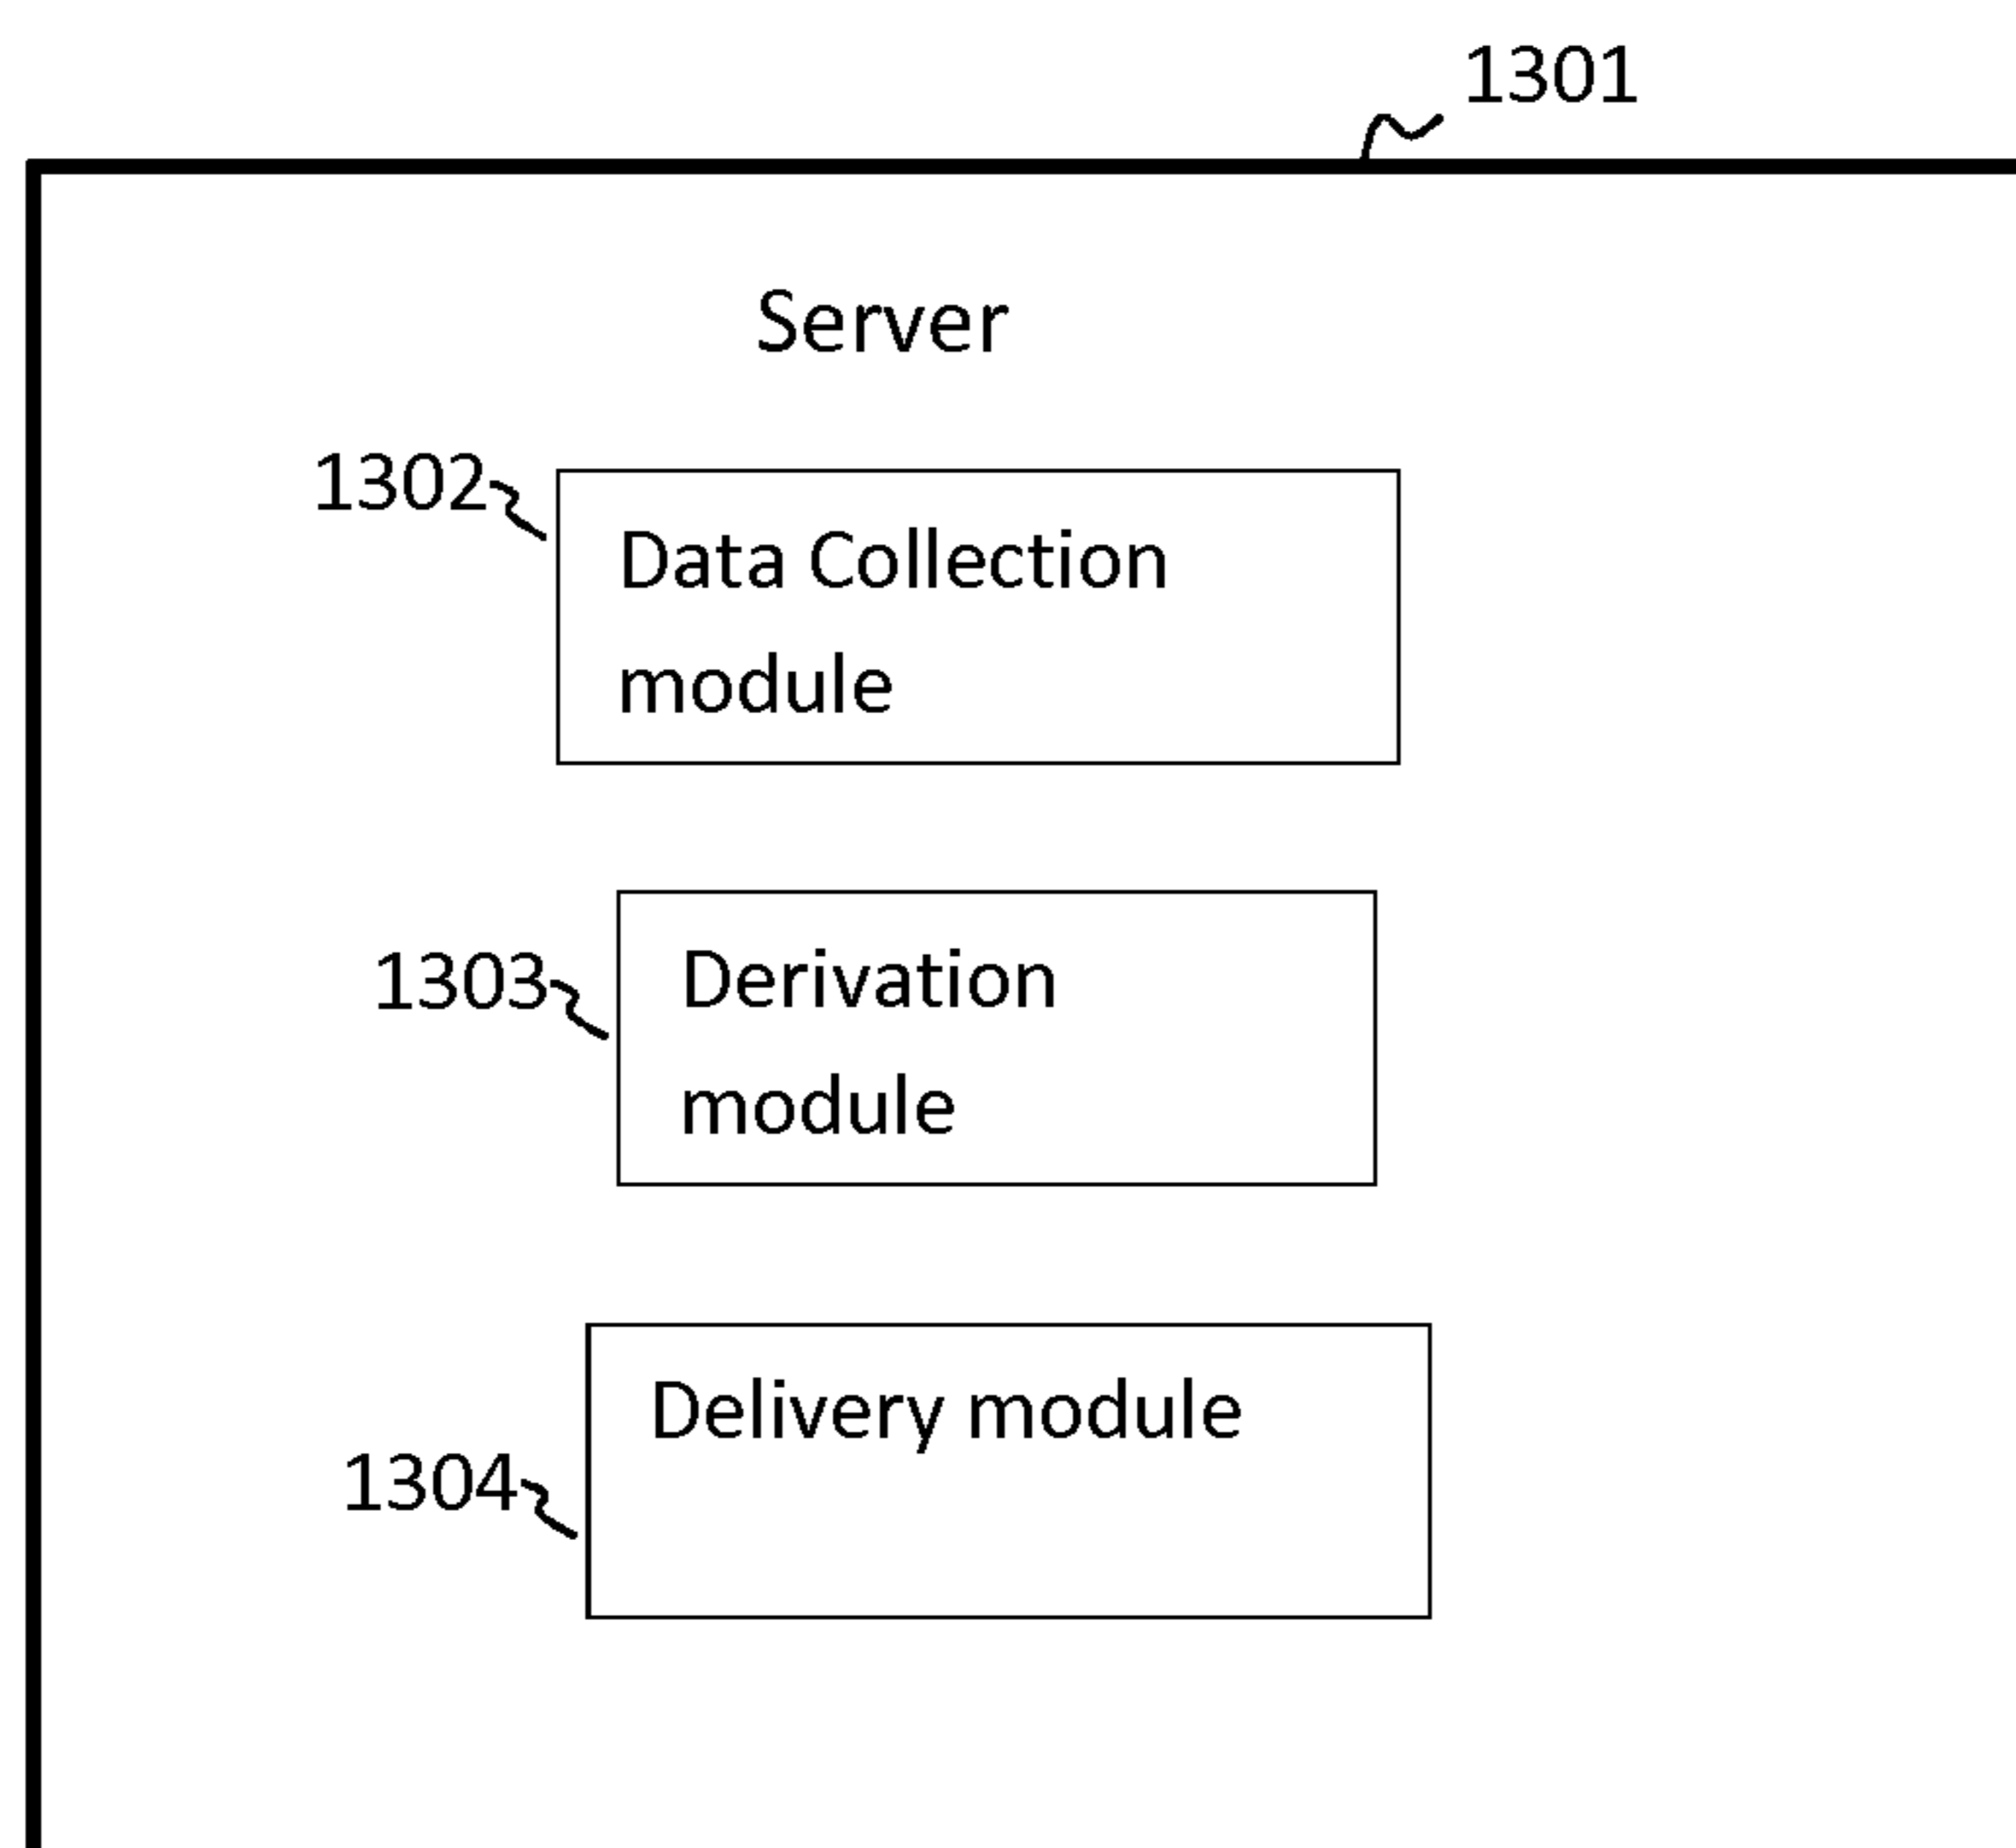 1301
Server
1302
Data Collection
module
1303
Derivation
module
Delivery module
1304